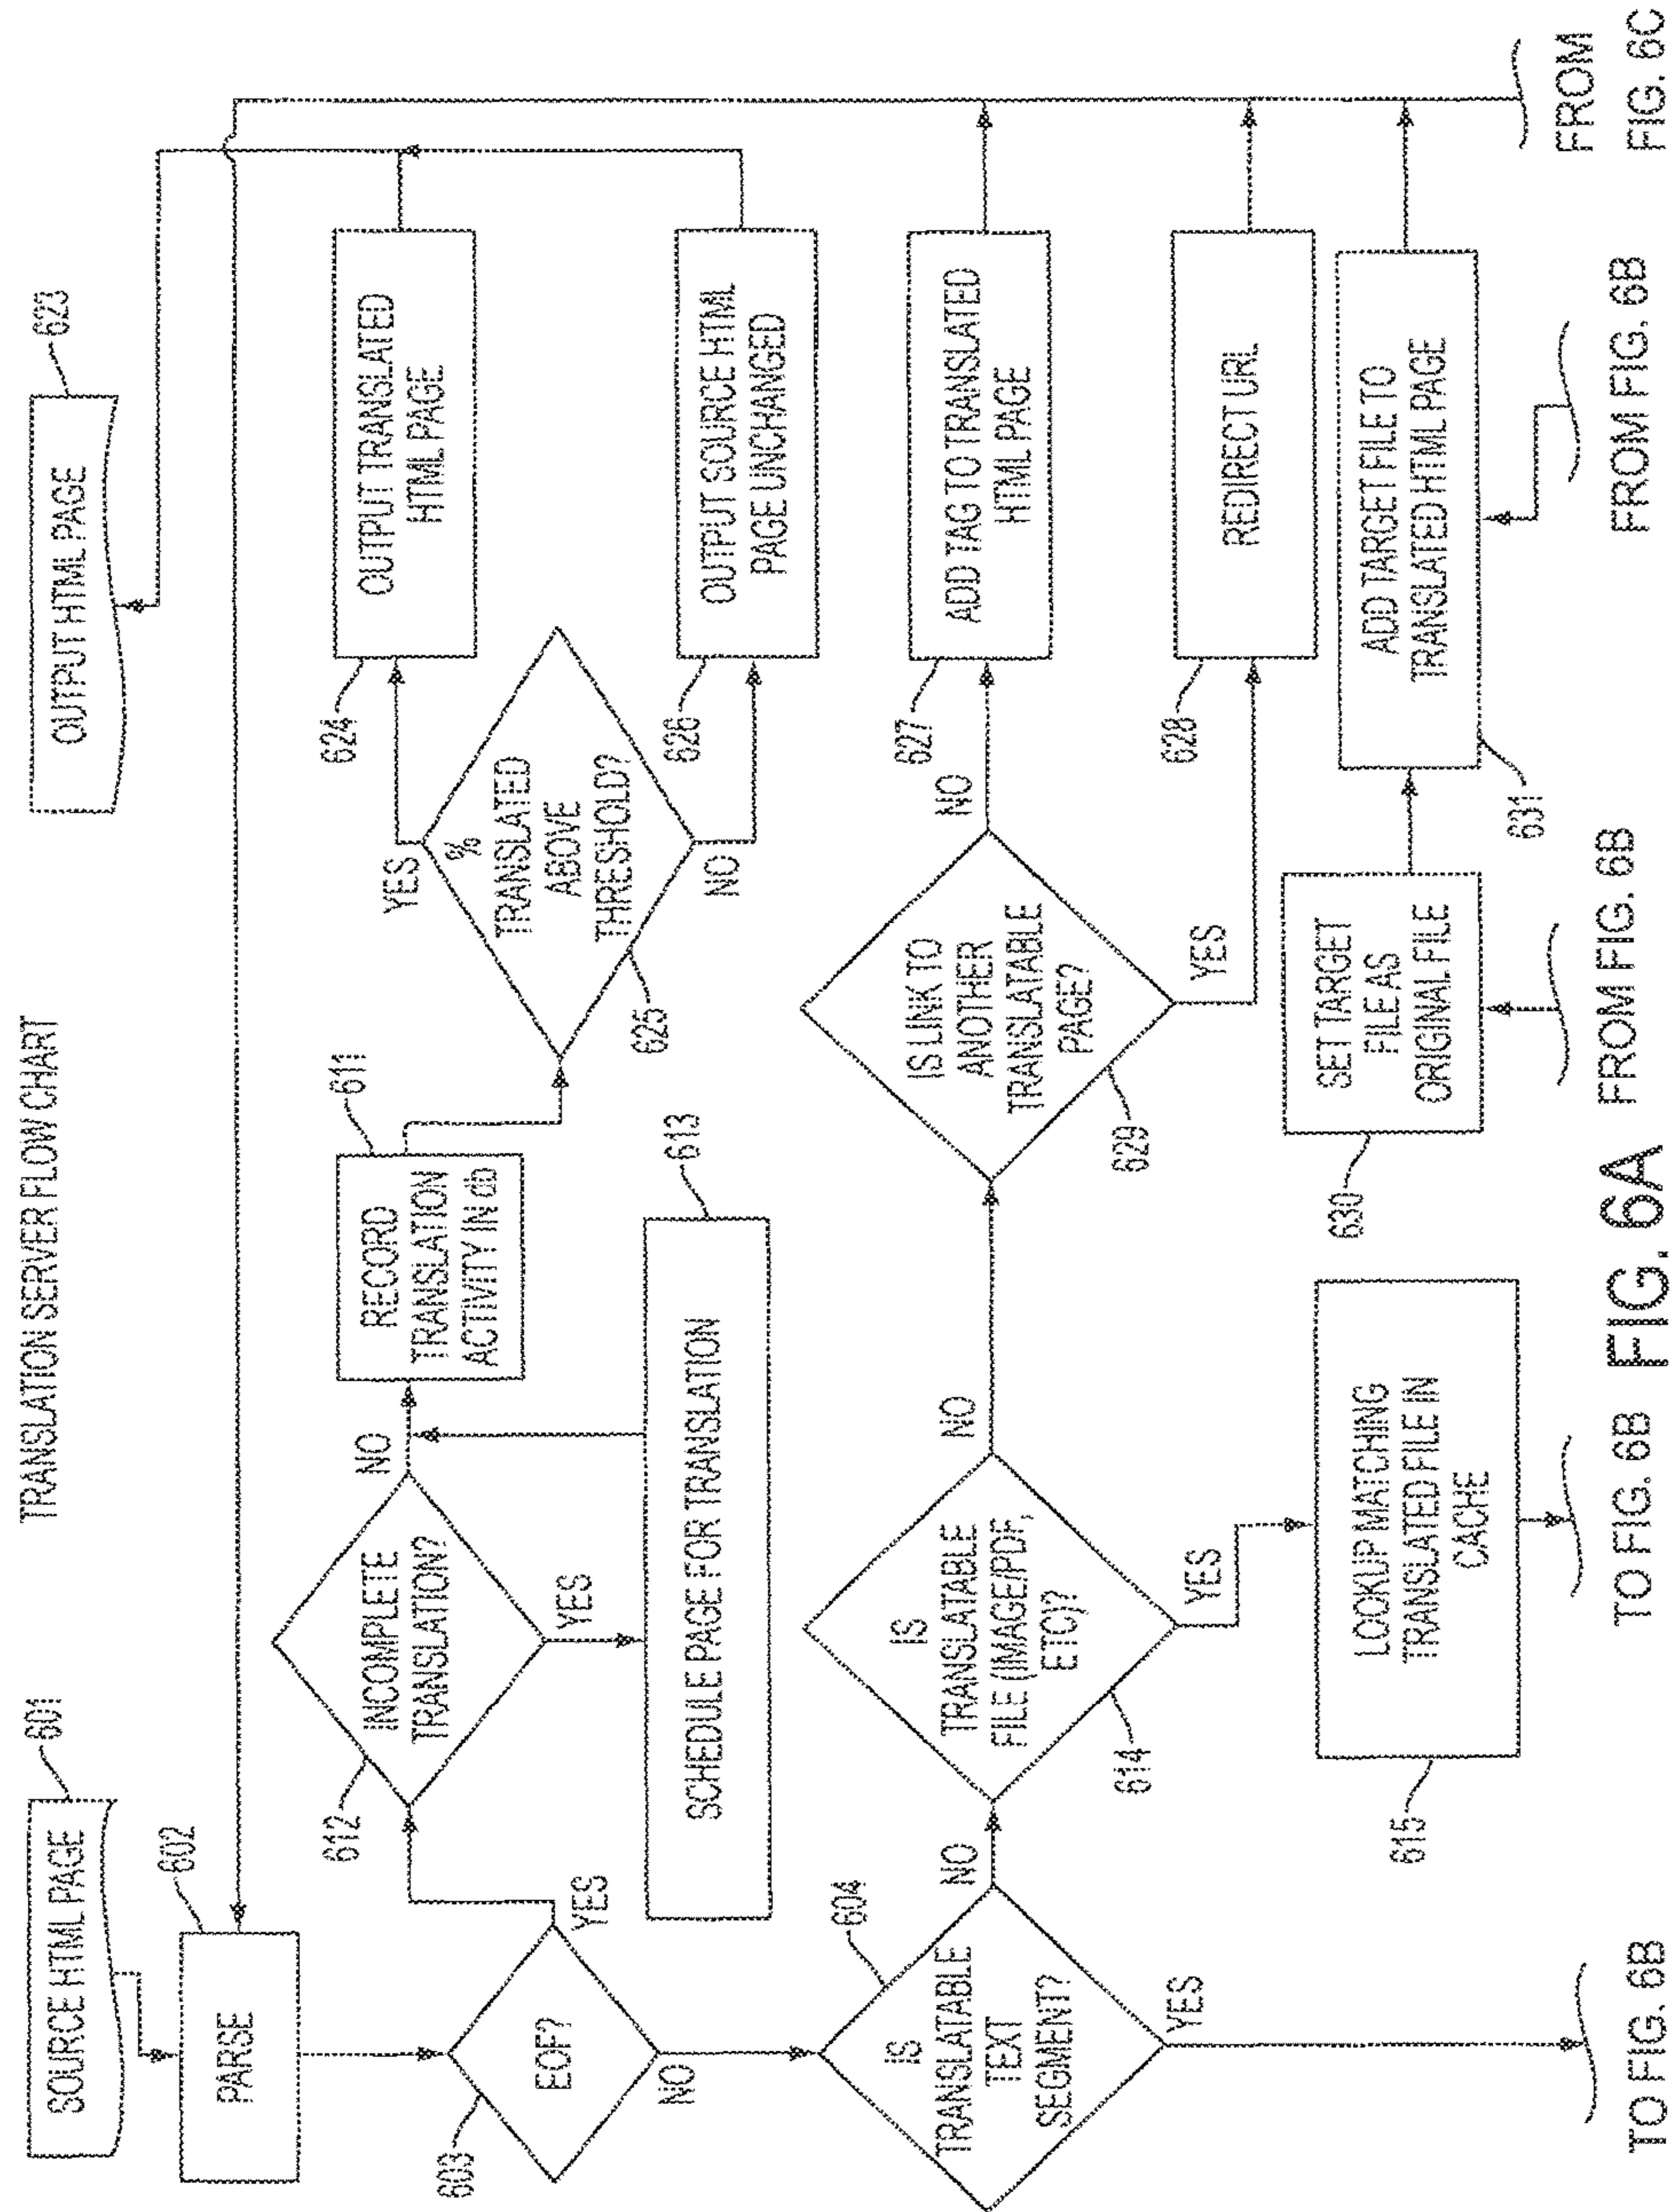 TRANSLATION SERVER FLOW CHART
SOURCE HTML PAGE
601
OUTPUT HTML PAGE
623
PARSE
602
EOF?
603
YES
NO
INCOMPLETE
TRANSLATION?
612
NO
YES
RECORD
TRANSLATION
ACTIVITY IN db
611
SCHEDULE PAGE FOR TRANSLATION
613
%
TRANSLATED
ABOVE
THRESHOLD?
625
YES
NO
OUTPUT TRANSLATED
HTML PAGE
624
OUTPUT SOURCE HTML
PAGE UNCHANGED
626
IS
TRANSLATABLE
TEXT
SEGMENT?
604
NO
YES
IS
TRANSLATABLE
FILE (IMAGE/PDF,
ETC)?
614
NO
YES
IS LINK TO
ANOTHER
TRANSLATABLE
PAGE?
629
NO
YES
ADD TAG TO TRANSLATED
HTML PAGE
627
REDIRECT URL
628
LOOKUP MATCHING
TRANSLATED FILE IN
CACHE
615
SET TARGET
FILE AS
ORIGINAL FILE
630
ADD TARGET FILE TO
TRANSLATED HTML PAGE
631
TO FIG. 6B
TO FIG. 6B
FIG. 6A
FROM FIG. 6B
FROM FIG. 6B
FROM
FIG. 6C